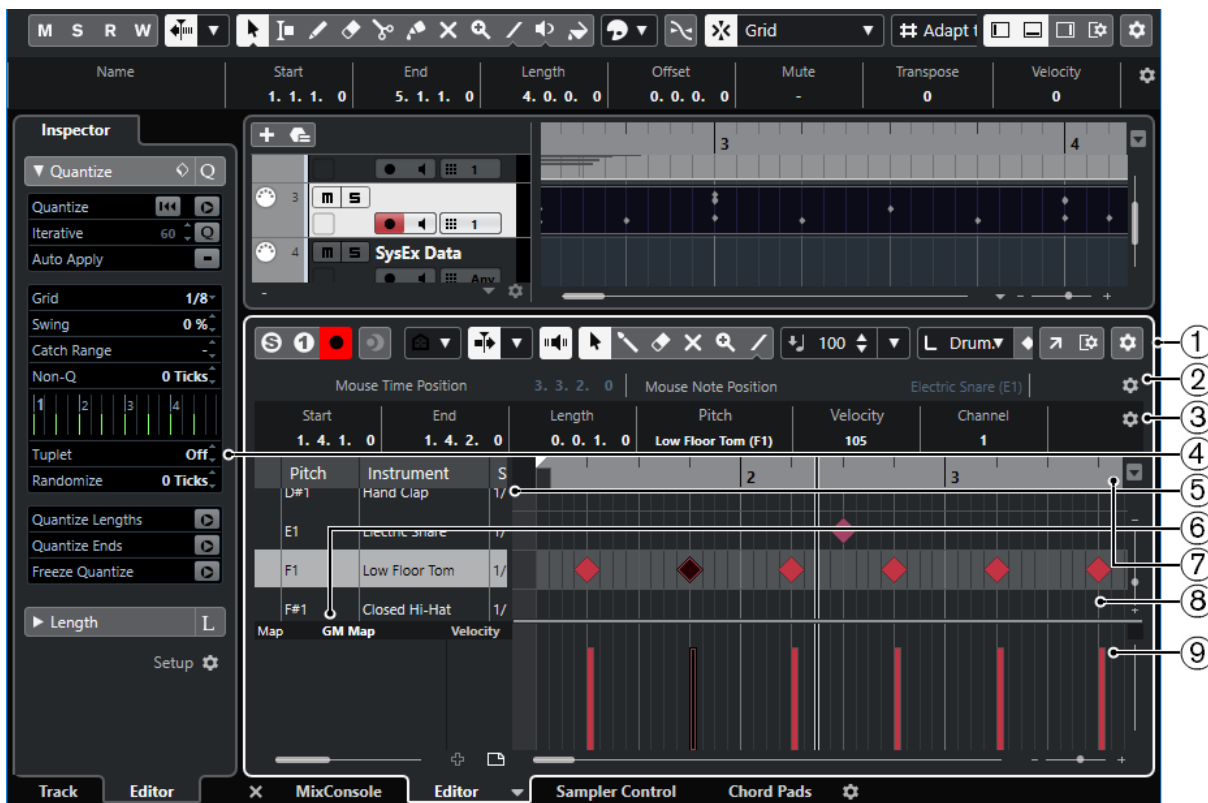 M S R W Grid Adapt t
Name Start End Length Offset Mute Transpose Velocity
1. 1. 1. 0 5. 1. 1. 0 4. 0. 0. 0 0. 0. 0. 0 - 0 0
Inspector
Quantize Q
Quantize
Iterative 60 Q
Auto Apply
Grid 1/8
Swing 0 %
Catch Range -
Non-Q 0 Ticks
1 2 3 4
Tuplet Off
Randomize 0 Ticks
Quantize Lengths
Quantize Ends
Freeze Quantize
Length L
Setup
3 4
1
3 m S
1
4 m S SysEx Data
Any
S 1 100 L Drum.
Mouse Time Position 3. 3. 2. 0 Mouse Note Position Electric Snare (E1)
Start End Length Pitch Velocity Channel
1. 4. 1. 0 1. 4. 2. 0 0. 0. 1. 0 Low Floor Tom (F1) 105 1
Pitch Instrument S 2 3
D#1 Hand Clap 1/
E1 Electric Snare 1/
F1 Low Floor Tom 1/
F#1 Closed Hi-Hat 1/
Map GM Map Velocity
1
2
3
4
5
6
7
8
9
Track Editor MixConsole Editor Sampler Control Chord Pads